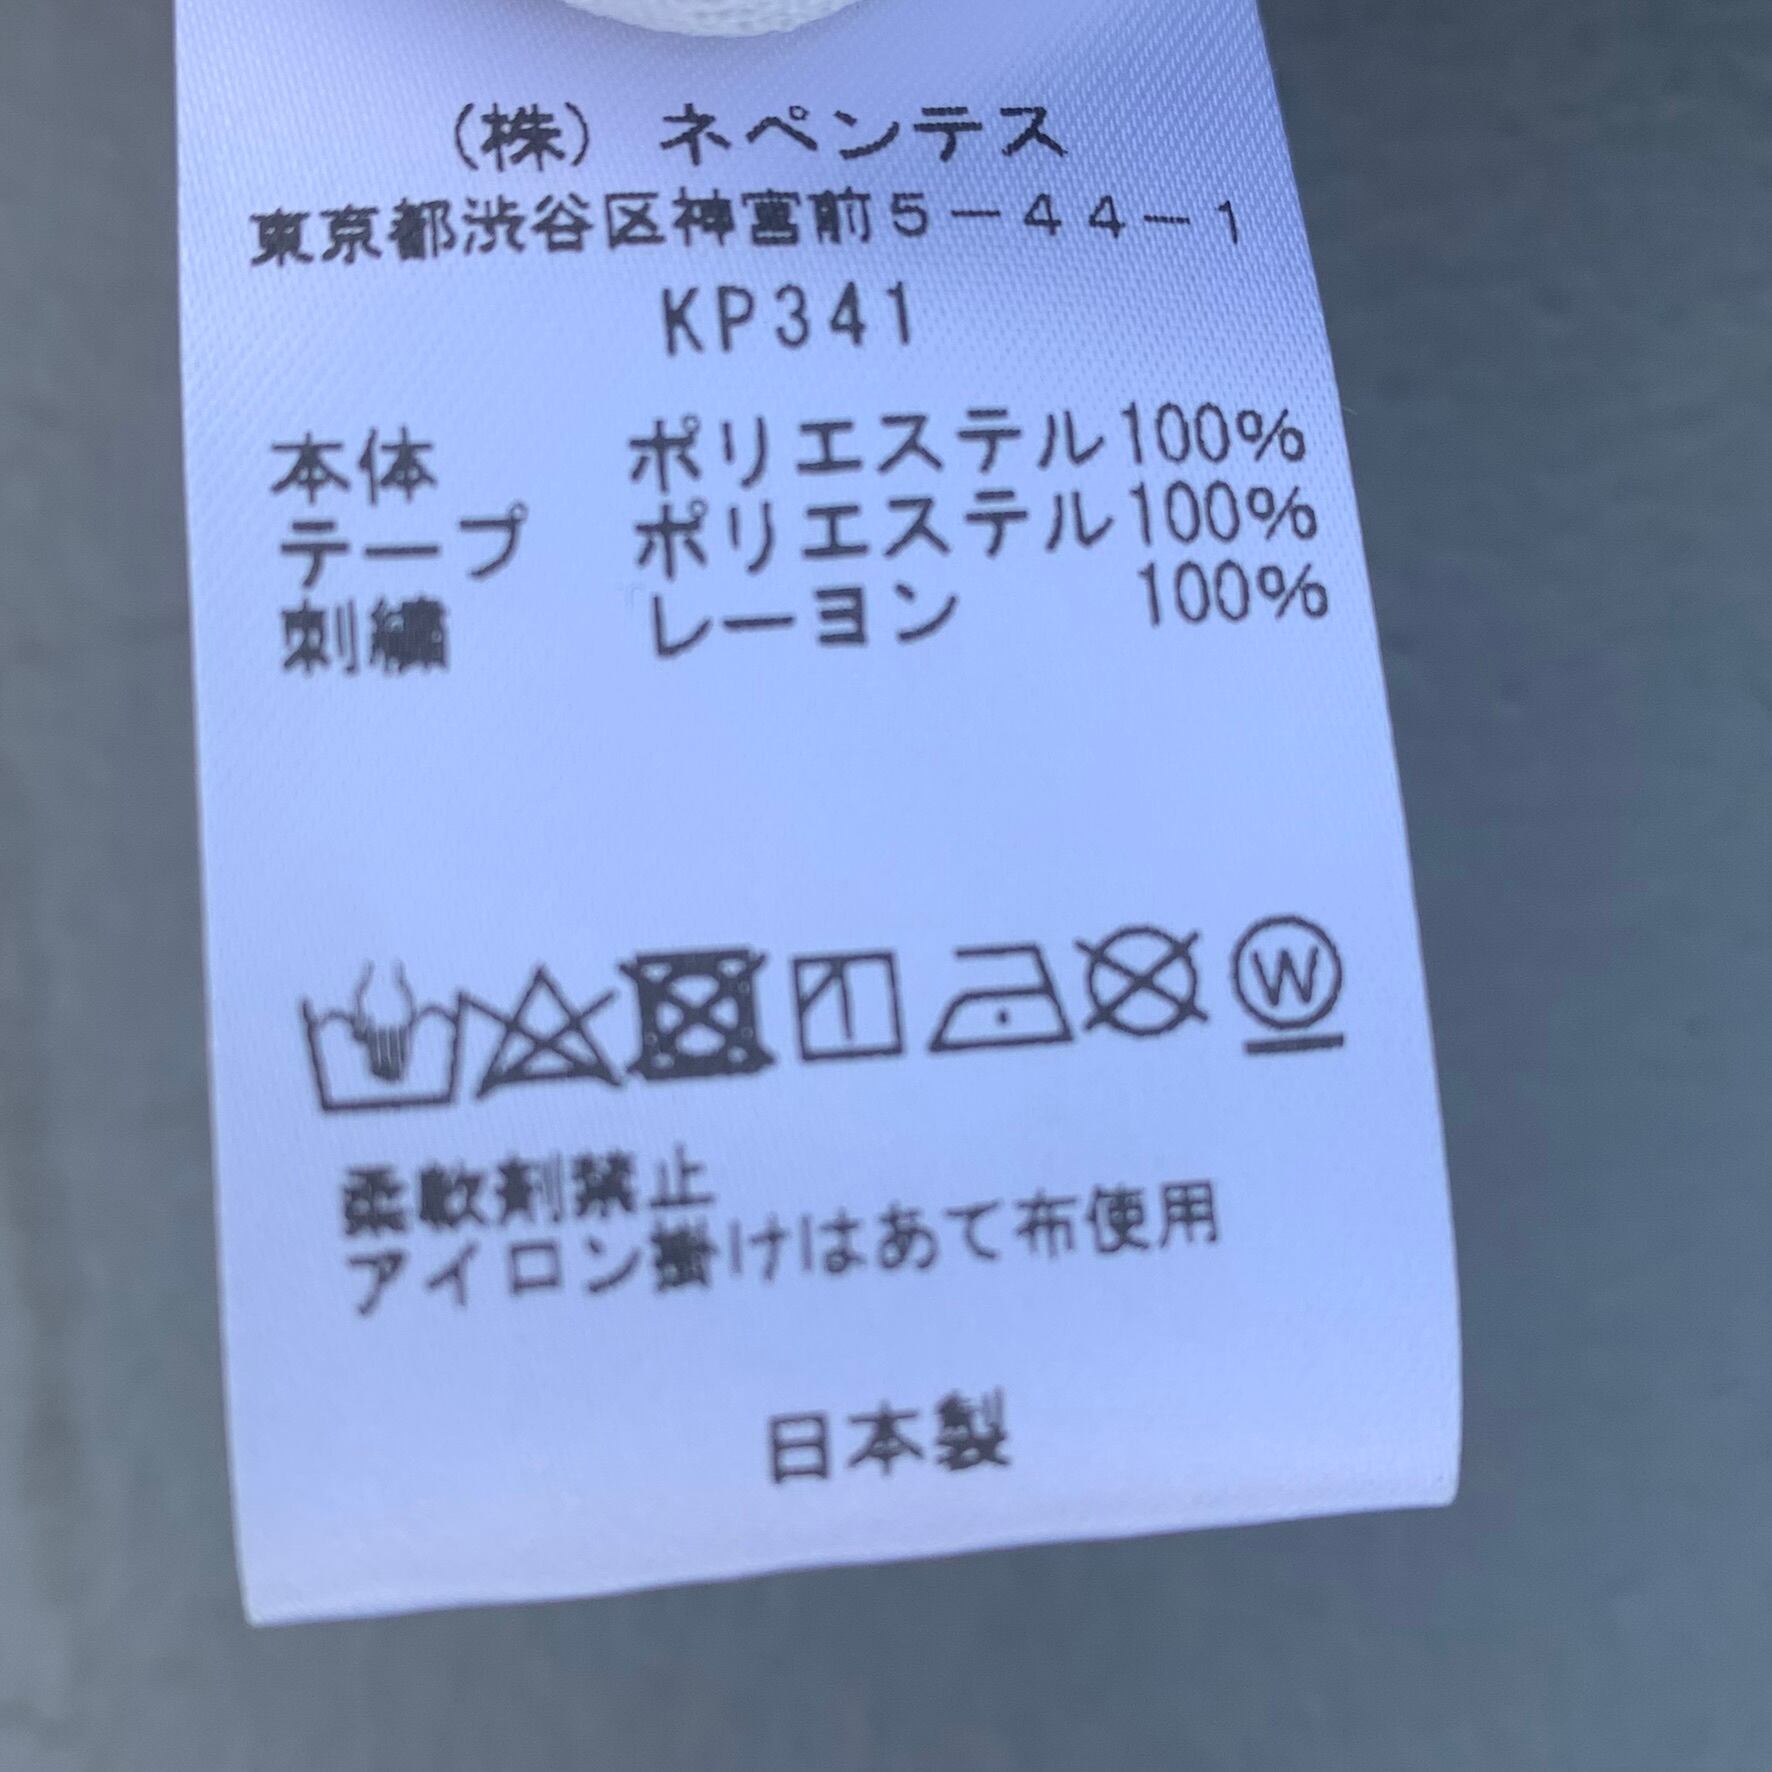 (株) ネペンテス
東京都渋谷区神宮前5-44-1
KP341
本体 ポリエステル100%
テープ ポリエステル100%
刺繍 レーヨン 100%
W
柔軟剤禁止
アイロン掛けはあて布使用
日本製